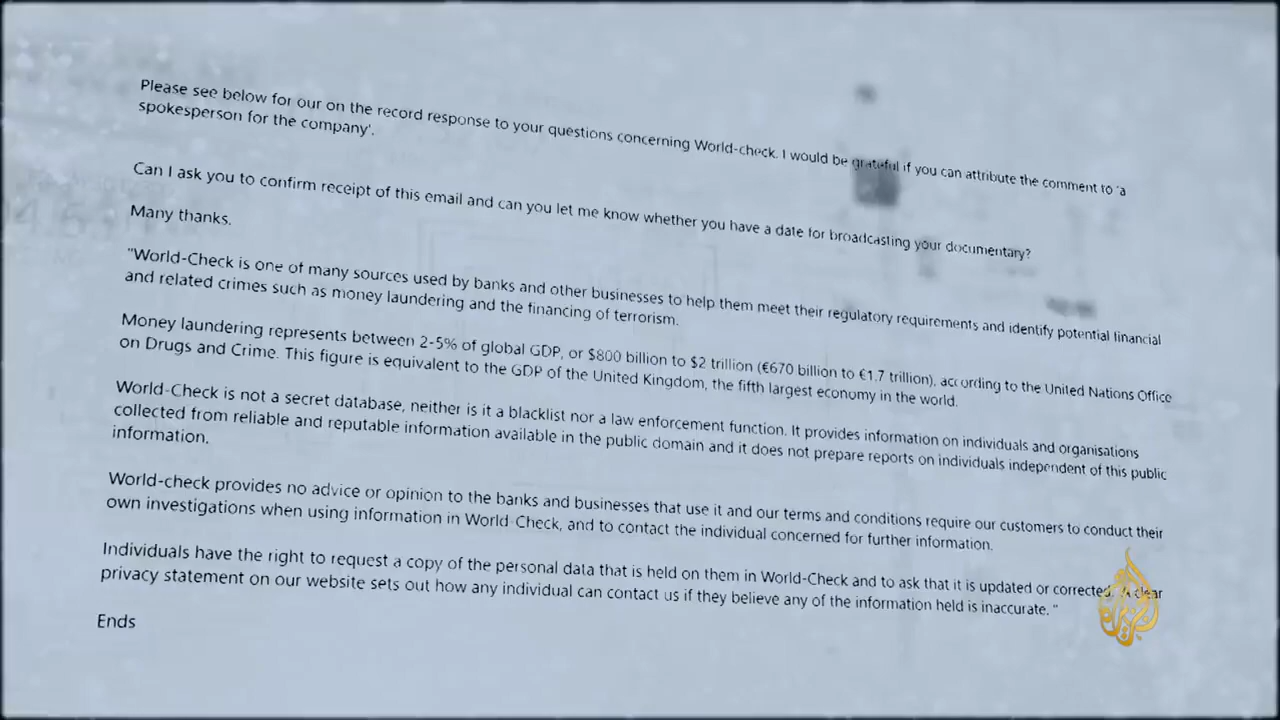 Please see below for our on the record response to your questions concerning World-check. I would be grateful if you can attribute the comment to 'a
spokesperson for the company'.
Can I ask you to confirm receipt of this email and can you let me know whether you have a date for broadcasting your documentary?
Many thanks.
"World-Check is one of many sources used by banks and other businesses to help them meet their regulatory requirements and identify potential financial
and related crimes such as money laundering and the financing of terrorism.
Money laundering represents between 2-5% of global GDP, or $800 billion to $2 trillion (€670 billion to €1.7 trillion), according to the United Nations Office
on Drugs and Crime. This figure is equivalent to the GDP of the United Kingdom, the fifth largest economy in the world.
World-Check is not a secret database, neither is it a blacklist nor a law enforcement function. It provides information on individuals and organisations
collected from reliable and reputable information available in the public domain and it does not prepare reports on individuals independent of this public
information.
World-check provides no advice or opinion to the banks and businesses that use it and our terms and conditions require our customers to conduct their
own investigations when using information in World-Check, and to contact the individual concerned for further information.
Individuals have the right to request a copy of the personal data that is held on them in World-Check and to ask that it is updated or corrected. A clear
privacy statement on our website sets out how any individual can contact us if they believe any of the information held is inaccurate. "
Ends
الجزيرة